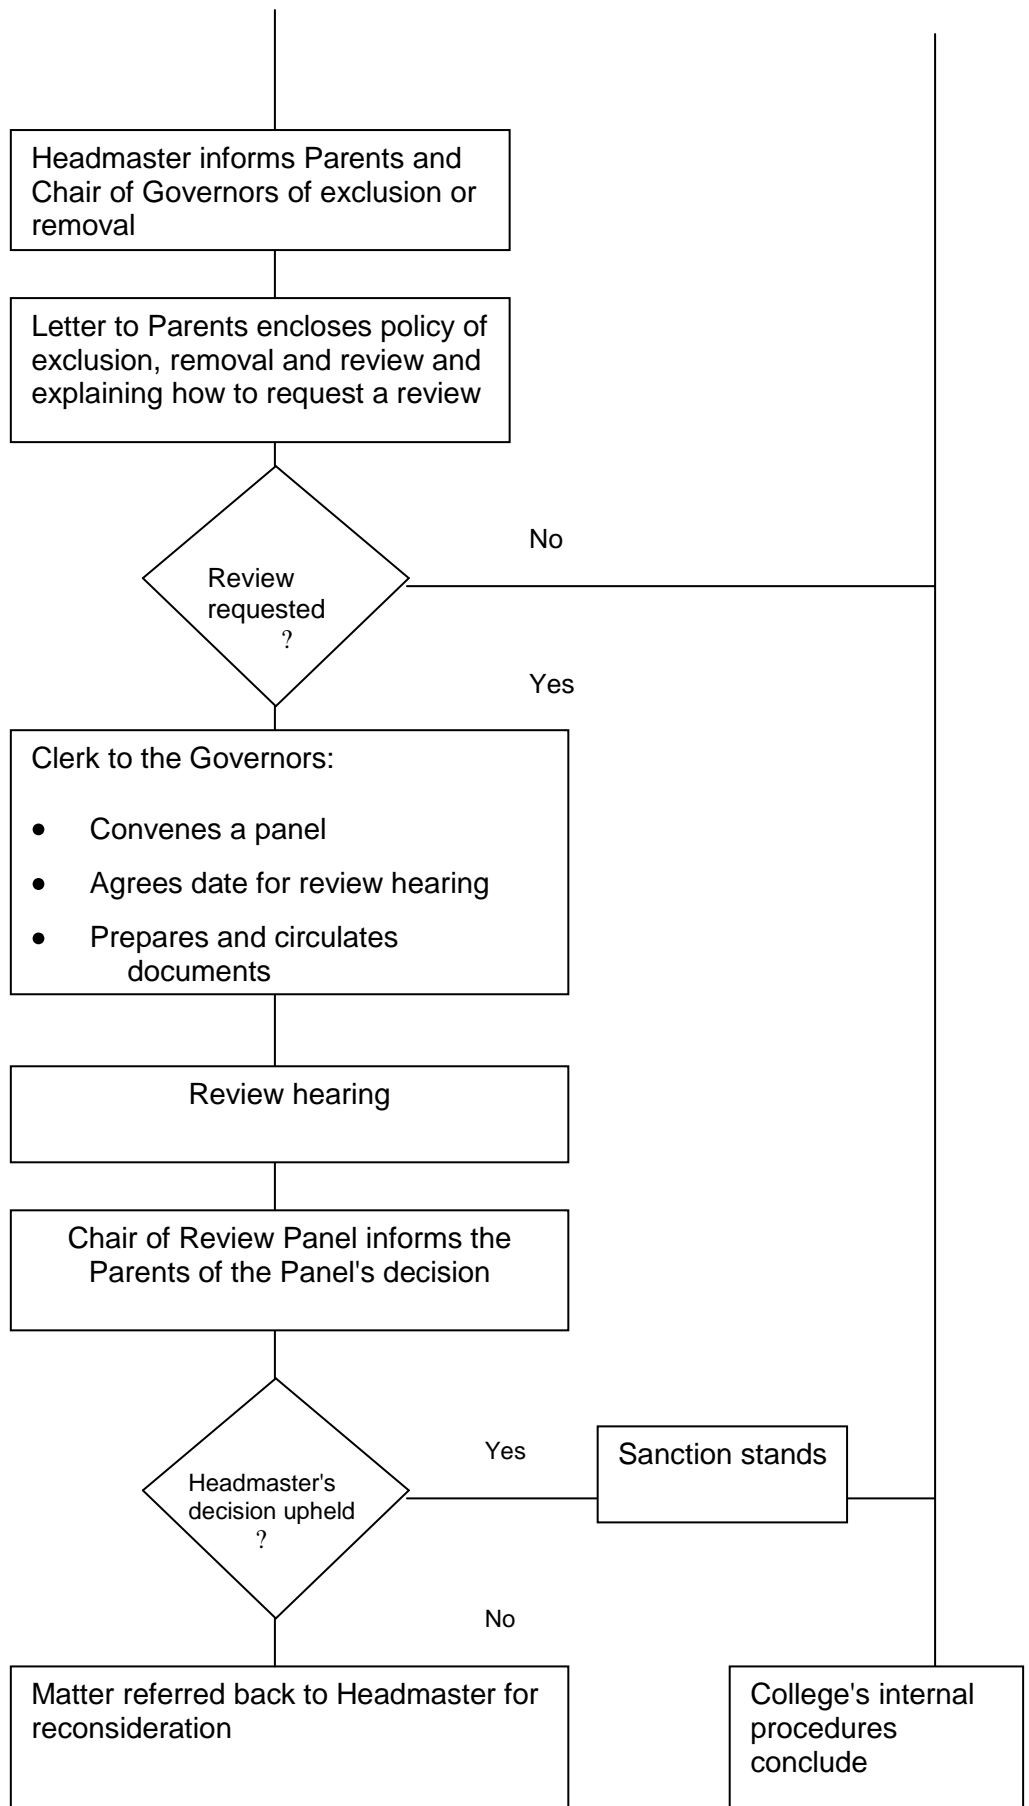 Headmaster informs Parents and
Chair of Governors of exclusion or
removal
Letter to Parents encloses policy of
exclusion, removal and review and
explaining how to request a review
No
Review
requested
?
Yes
Clerk to the Governors:
• Convenes a panel
• Agrees date for review hearing
• Prepares and circulates
documents
Review hearing
Chair of Review Panel informs the
Parents of the Panel's decision
Yes
Sanction stands
Headmaster's
decision upheld
?
No
Matter referred back to Headmaster for
reconsideration
College's internal
procedures
conclude